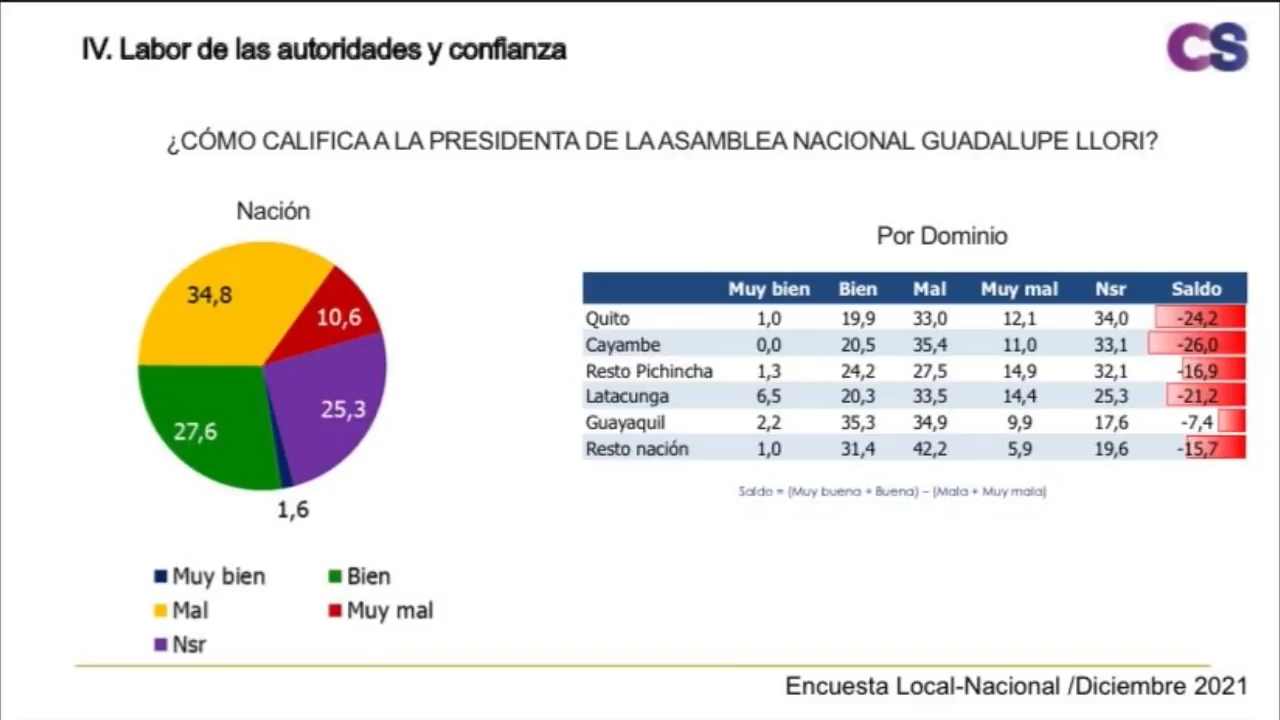 IV. Labor de las autoridades y confianza
CS
¿CÓMO CALIFICA A LA PRESIDENTA DE LA ASAMBLEA NACIONAL GUADALUPE LLORI?
Nación
34,8
10,6
25,3
27,6
1,6
Muy bien Bien
Mal Muy mal
Nsr
Por Dominio
Muy bien Bien Mal Muy mal Nsr Saldo
Quito 1,0 19,9 33,0 12,1 34,0 -24,2
Cayambe 0,0 20,5 35,4 11,0 33,1 -26,0
Resto Pichincha 1,3 24,2 27,5 14,9 32,1 -16,9
Latacunga 6,5 20,3 33,5 14,4 25,3 -21,2
Guayaquil 2,2 35,3 34,9 9,9 17,6 -7,4
Resto nación 1,0 31,4 42,2 5,9 19,6 -15,7
Saldo = (Muy buena + Buena) – (Mala + Muy mala)
Encuesta Local-Nacional /Diciembre 2021